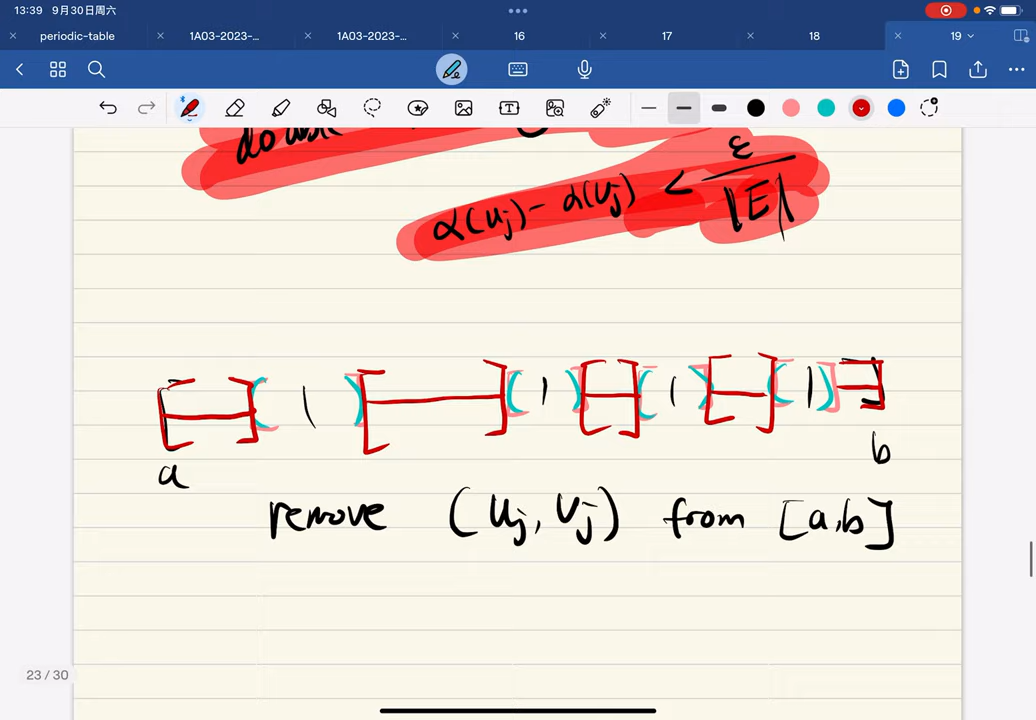 13:39 9月30日周六
periodic-table 1A03-2023-... 1A03-2023-... 16 17 18 19
doable
α(uj) - α(vj) < ε/|E|
a b
remove (uj, vj) from [a,b]
23 / 30